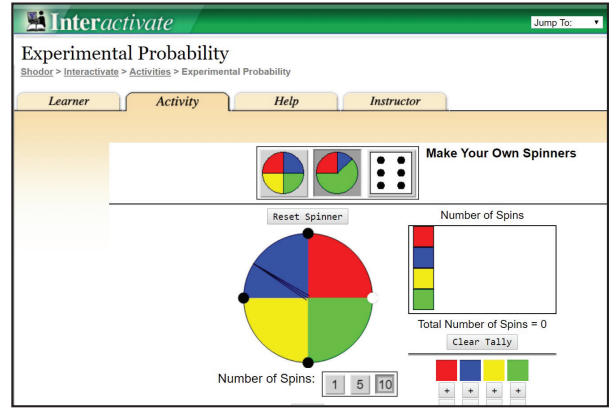 Interactivate
Jump To:
Experimental Probability
Shodor > Interactivate > Activities > Experimental Probability
Learner Activity Help Instructor
Make Your Own Spinners
Reset Spinner
Number of Spins
Total Number of Spins = 0
Clear Tally
Number of Spins: 1 5 10
+ + + +